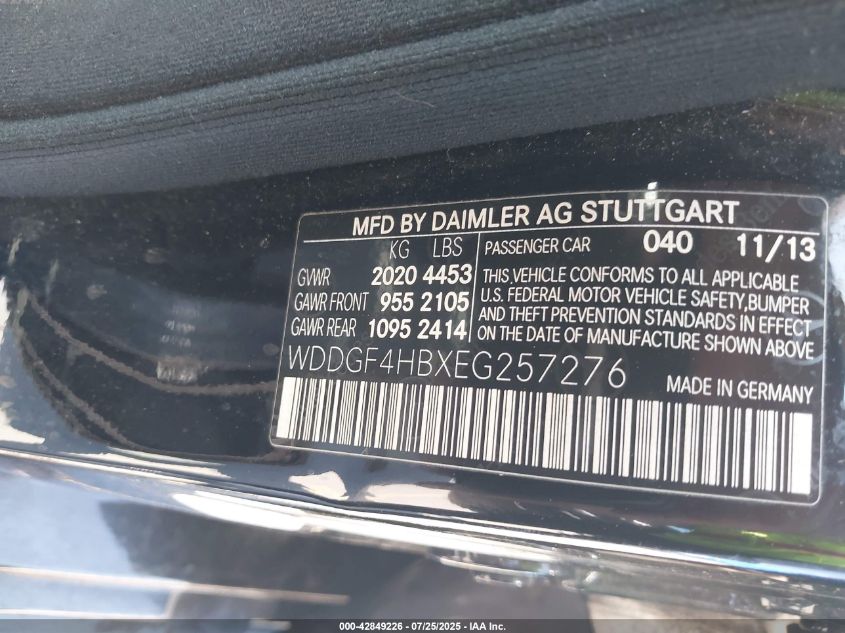 MFD BY DAIMLER AG STUTTGART
KG LBS
GVWR 2020 4453
GAWR FRONT 955 2105
GAWR REAR 1095 2414
PASSENGER CAR 040 11/13
THIS VEHICLE CONFORMS TO ALL APPLICABLE
U.S. FEDERAL MOTOR VEHICLE SAFETY,BUMPER
AND THEFT PREVENTION STANDARDS IN EFFECT
ON THE DATE OF MANUFACTURE SHOWN ABOVE
WDDGF4HBXEG257276
MADE IN GERMANY
000-42849226 - 07/25/2025 - IAA Inc.